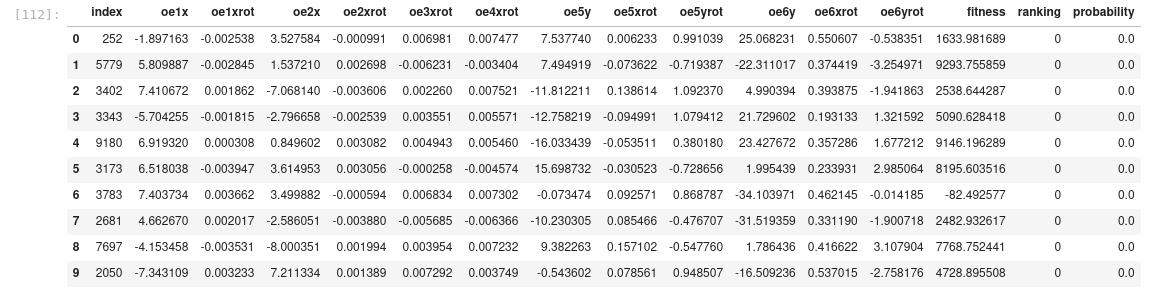 [112]: index oe1x oe1xrot oe2x oe2xrot oe3xrot oe4xrot oe5y oe5xrot oe5yrot oe6y oe6xrot oe6yrot fitness ranking probability
0 252 -1.897163 -0.002538 3.527584 -0.000991 0.006981 0.007477 7.537740 0.006233 0.991039 25.068231 0.550607 -0.538351 1633.981689 0 0.0
1 5779 5.809887 -0.002845 1.537210 0.002698 -0.006231 -0.003404 7.494919 -0.073622 -0.719387 -22.311017 0.374419 -3.254971 9293.755859 0 0.0
2 3402 7.410672 0.001862 -7.068140 -0.003606 0.002260 0.007521 -11.812211 0.138614 1.092370 4.990394 0.393875 -1.941863 2538.644287 0 0.0
3 3343 -5.704255 -0.001815 -2.796658 -0.002539 0.003551 0.005571 -12.758219 -0.094991 1.079412 21.729602 0.193133 1.321592 5090.628418 0 0.0
4 9180 6.919320 0.000308 0.849602 0.003082 0.004943 0.005460 -16.033439 -0.053511 0.380180 23.427672 0.357286 1.677212 9146.196289 0 0.0
5 3173 6.518038 -0.003947 3.614953 0.003056 -0.000258 -0.004574 15.698732 -0.030523 -0.728656 1.995439 0.233931 2.985064 8195.603516 0 0.0
6 3783 7.403734 0.003662 3.499882 -0.000594 0.006834 0.007302 -0.073474 0.092571 0.868787 -34.103971 0.462145 -0.014185 -82.492577 0 0.0
7 2681 4.662670 0.002017 -2.586051 -0.003880 -0.005685 -0.006366 -10.230305 0.085466 -0.476707 -31.519359 0.331190 -1.900718 2482.932617 0 0.0
8 7697 -4.153458 -0.003531 -8.000351 0.001994 0.003954 0.007232 9.382263 0.157102 -0.547760 1.786436 0.416622 3.107904 7768.752441 0 0.0
9 2050 -7.343109 0.003233 7.211334 0.001389 0.007292 0.003749 -0.543602 0.078561 0.948507 -16.509236 0.537015 -2.758176 4728.895508 0 0.0